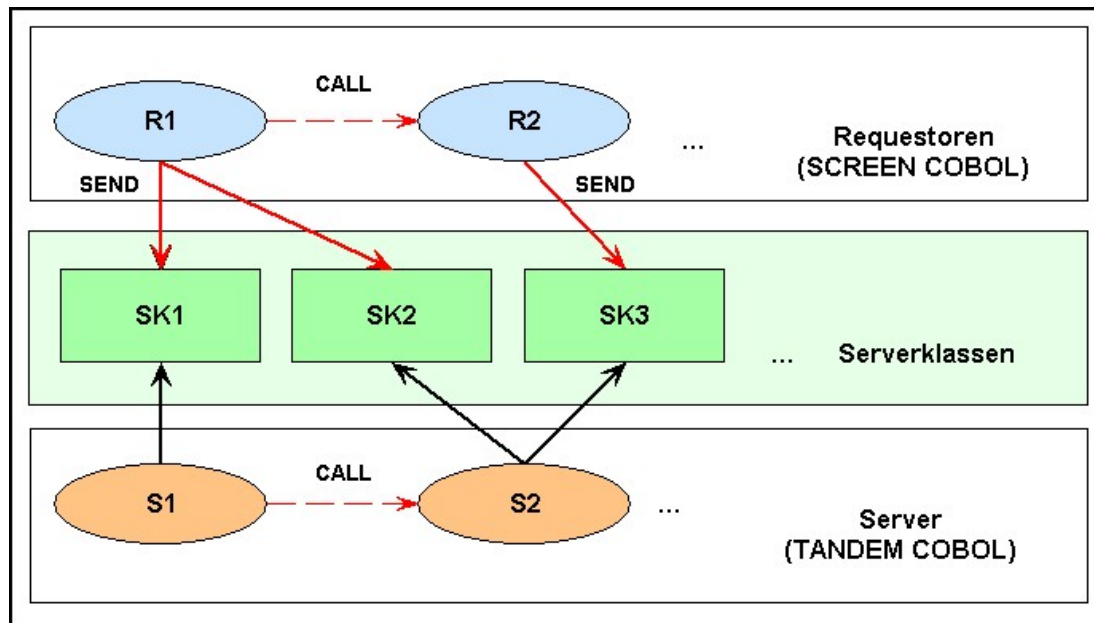 CALL
R1
R2
...
Requestoren
(SCREEN COBOL)
SEND
SEND
SK1
SK2
SK3
...
Serverklassen
CALL
S1
S2
...
Server
(TANDEM COBOL)